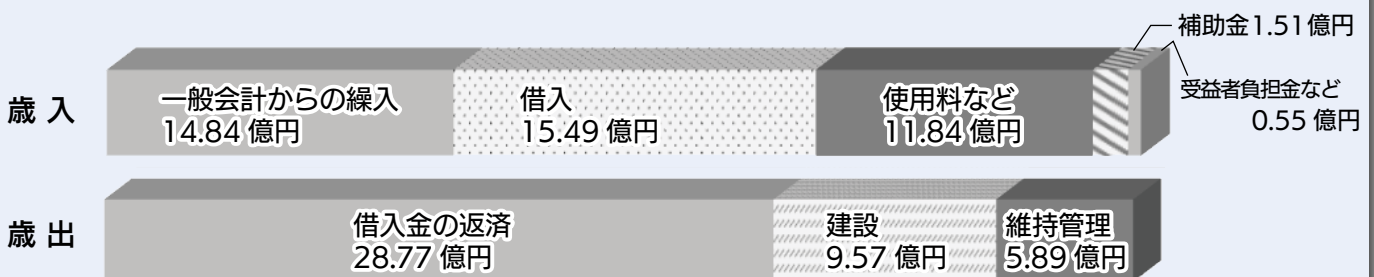 補助金1.51億円
受益者負担金など
0.55 億円
歳 入
一般会計からの繰入
14.84 億円
借入
15.49 億円
使用料など
11.84 億円
歳 出
借入金の返済
28.77 億円
建設
9.57 億円
維持管理
5.89 億円